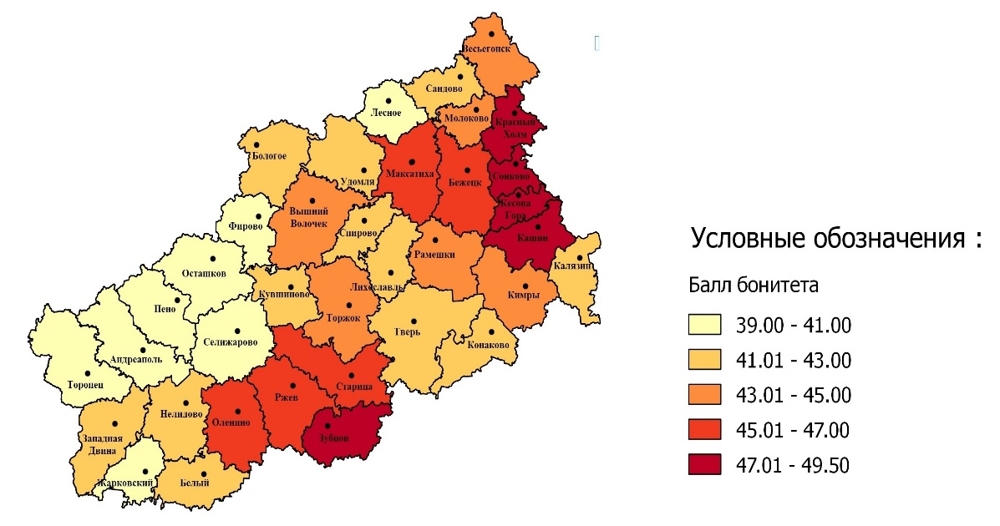 Весьегонск
Сандово
Лесное
Молоково
Красный
Холм
Бологое
Удомля
Максатиха
Бежецк
Сонково
Кесова
Гора
Вышний
Волочек
Фирово
Спирово
Кашин
Рамешки
Калязин
Осташков
Кувшиново
Лихославль
Кимры
Пено
Торжок
Селижарово
Тверь
Конаково
Андреаполь
Торопец
Старица
Ржев
Нелидово
Оленино
Зубцов
Западная
Двина
Жарковский
Белый
Условные обозначения :
Балл бонитета
39.00 - 41.00
41.01 - 43.00
43.01 - 45.00
45.01 - 47.00
47.01 - 49.50